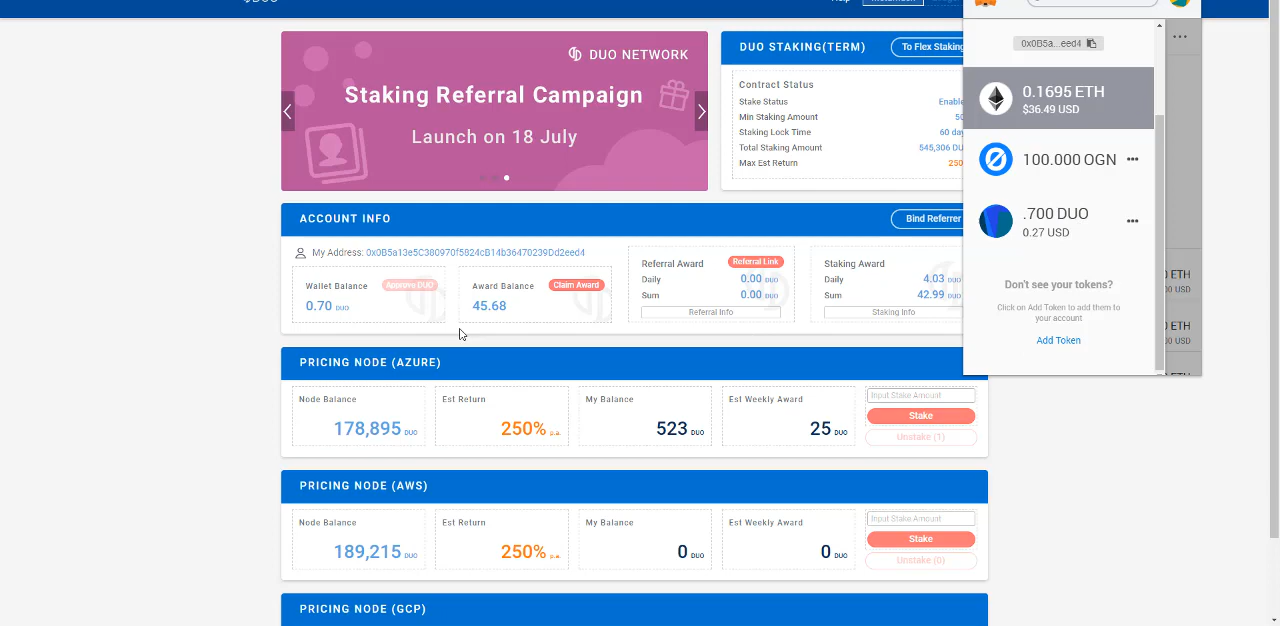 DUO NETWORK
Staking Referral Campaign
Launch on 18 July
DUO STAKING(TERM)
To Flex Staking
Contract Status
Stake Status
Enable
Min Staking Amount
Staking Lock Time
60 day
Total Staking Amount
545,306 DU
Max Est Return
250
0x0B5a...eed4
0.1695 ETH
$36.49 USD
100.000 OGN
.700 DUO
0.27 USD
Don't see your tokens?
Click on Add Token to add them to
your account
Add Token
ACCOUNT INFO
Bind Referrer
My Address: 0x0B5a13e5C380970f5824cB14b36470239Dd2eed4
Wallet Balance
Approve DUO
0.70 DUO
Award Balance
Claim Award
45.68
Referral Award
Referral Link
Daily
0.00 DUO
Sum
0.00 DUO
Referral Info
Staking Award
Daily
4.03 DUO
Sum
42.99 DUO
Staking Info
PRICING NODE (AZURE)
Node Balance
178,895 DUO
Est Return
250% p.a.
My Balance
523 DUO
Est Weekly Award
25 DUO
Input Stake Amount
Stake
Unstake (1)
PRICING NODE (AWS)
Node Balance
189,215 DUO
Est Return
250% p.a.
My Balance
0 DUO
Est Weekly Award
0 DUO
Input Stake Amount
Stake
Unstake (0)
PRICING NODE (GCP)